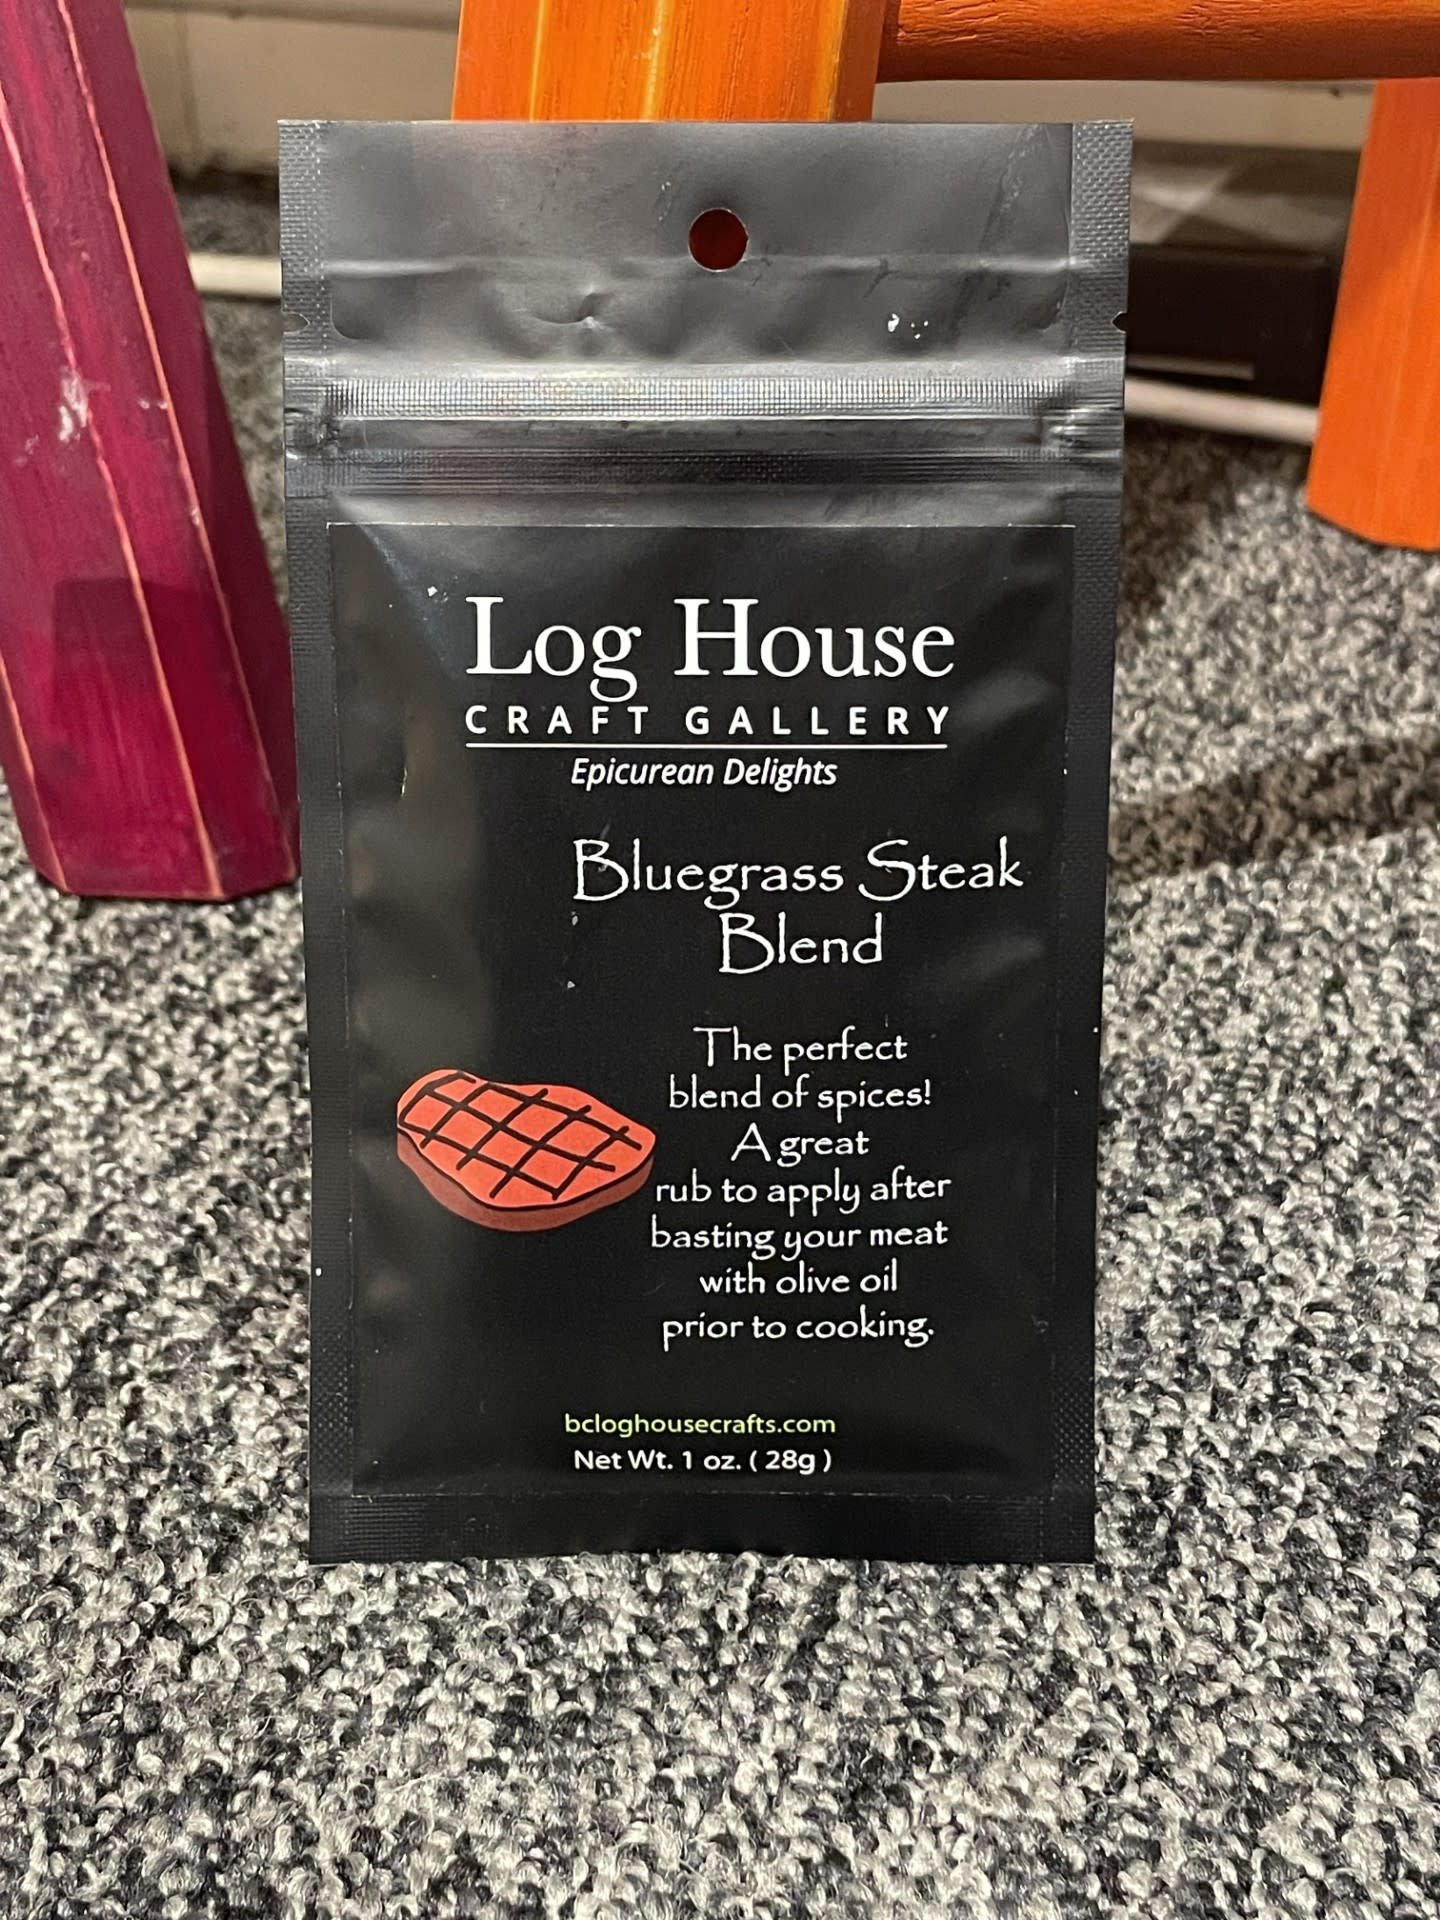 Log House
CRAFT GALLERY
Epicurean Delights
Bluegrass Steak
Blend
The perfect
blend of spices!
A great
rub to apply after
basting your meat
with olive oil
prior to cooking.
bcloghousecrafts.com
Net Wt. 1 oz. ( 28g )